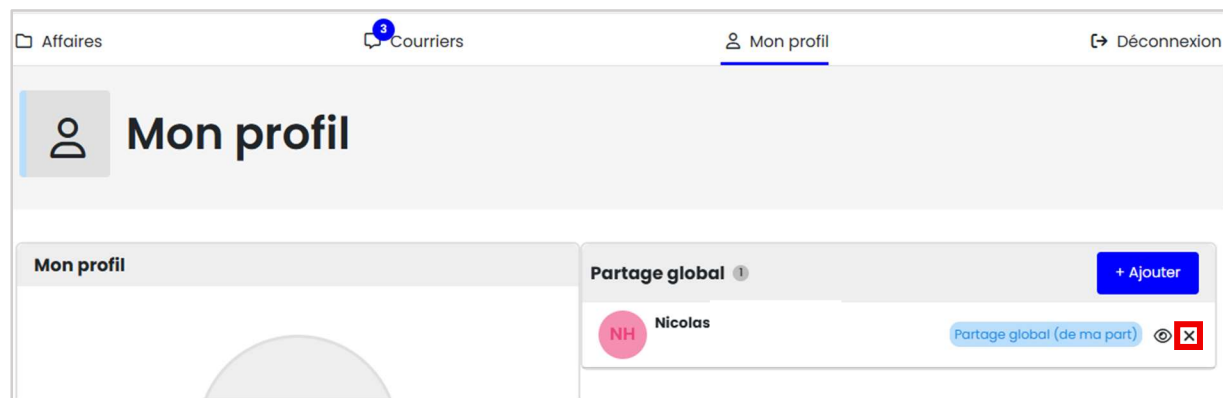 Affaires
3
Courriers
Mon profil
Déconnexion
Mon profil
Mon profil
Partage global 1
+ Ajouter
NH
Nicolas
Partage global (de ma part)